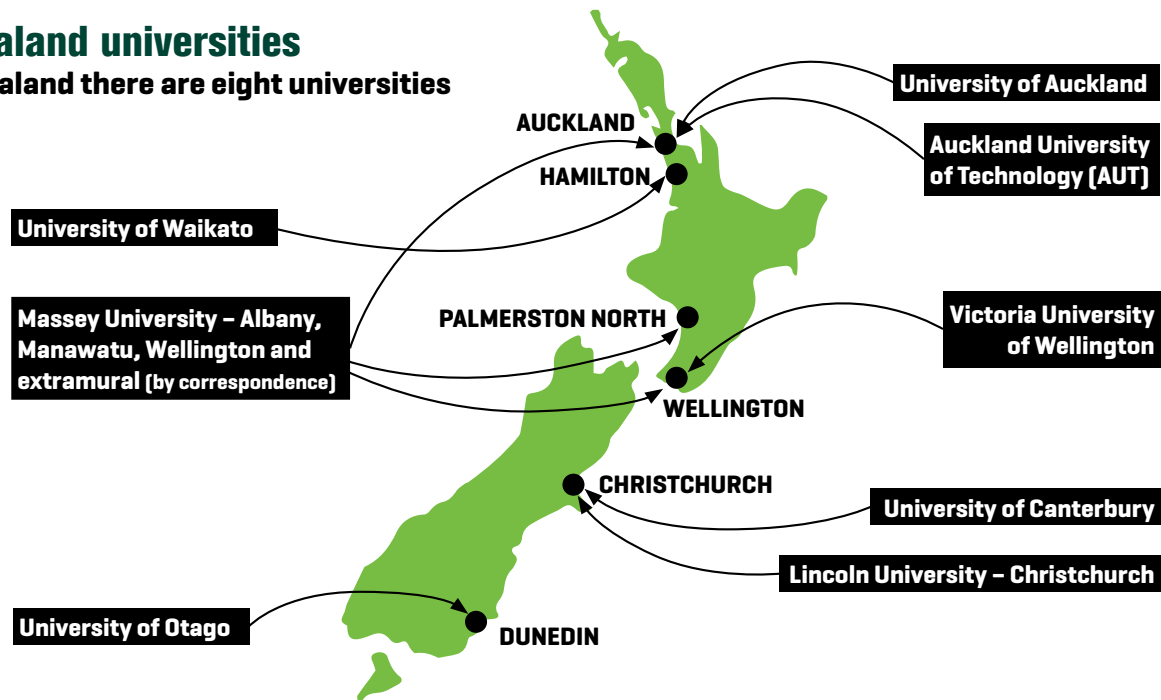 aland universities
aland there are eight universities
University of Auckland
AUCKLAND
Auckland University
of Technology (AUT)
HAMILTON
University of Waikato
Massey University – Albany,
Manawatu, Wellington and
extramural (by correspondence)
PALMERSTON NORTH
Victoria University
of Wellington
WELLINGTON
CHRISTCHURCH
University of Canterbury
Lincoln University – Christchurch
University of Otago
DUNEDIN